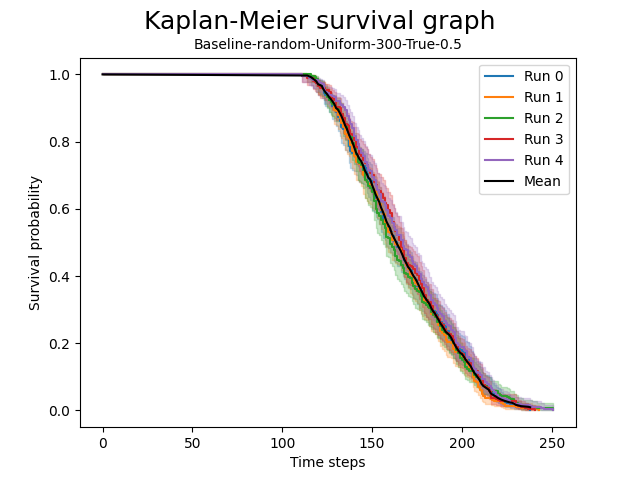 Kaplan-Meier survival graph
Baseline-random-Uniform-300-True-0.5
Survival probability
1.0
0.8
0.6
0.4
0.2
0.0
Run 0
Run 1
Run 2
Run 3
Run 4
Mean
0 50 100 150 200 250
Time steps